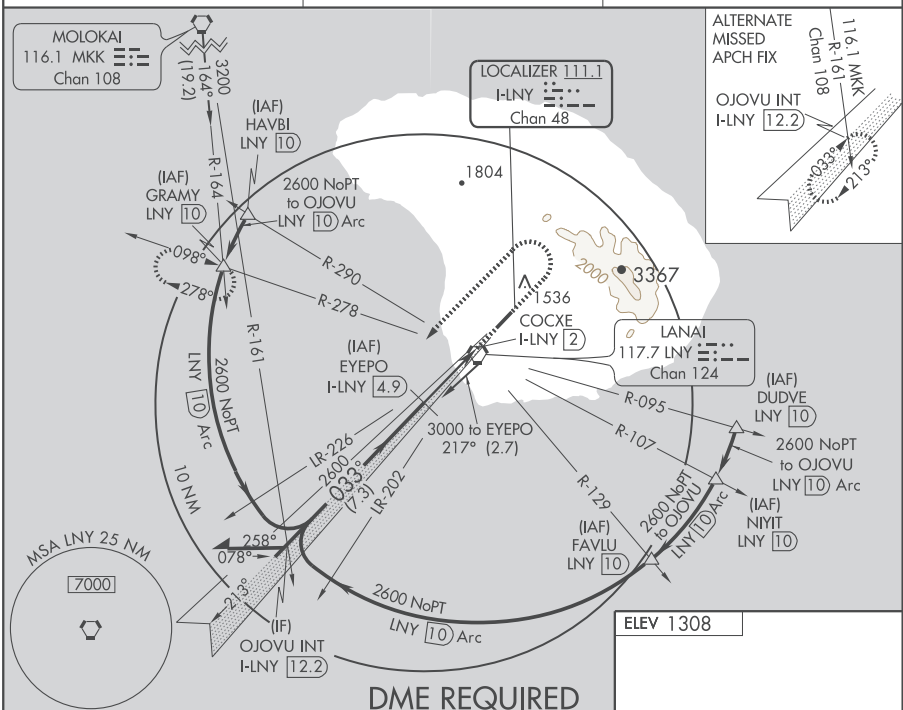 MOLOKAI
116.1 MKK
Chan 108
3200
164°
(19.2)
R-164
(IAF)
HAVBI
LNY 10
(IAF)
GRAMY
LNY 10
2600 NoPT
to OJOVU
LNY 10 Arc
098°
278°
R-290
R-278
R-161
LOCALIZER 111.1
I-LNY
Chan 48
1804
2000
3367
1536
COCXE
I-LNY 2
LANAI
117.7 LNY
Chan 124
ALTERNATE
MISSED
APCH FIX
116.1 MKK
Chan 108
R-161
OJOVU INT
I-LNY 12.2
033°
213°
(IAF)
EYEPO
I-LNY 4.9
3000 to EYEPO
217° (2.7)
2600 NoPT
LNY 10 Arc
LR-226
2600
033°
(7.3)
LR-202
R-095
R-107
R-129
(IAF)
DUDVE
LNY 10
2600 NoPT
to OJOVU
LNY 10 Arc
(IAF)
NIYIT
LNY 10
2600 NoPT
to OJOVU
LNY 10 Arc
(IAF)
FAVLU
LNY 10
10 NM
258°
078°
213°
(IF)
OJOVU INT
I-LNY 12.2
2600 NoPT
LNY 10 Arc
MSA LNY 25 NM
7000
ELEV 1308
DME REQUIRED